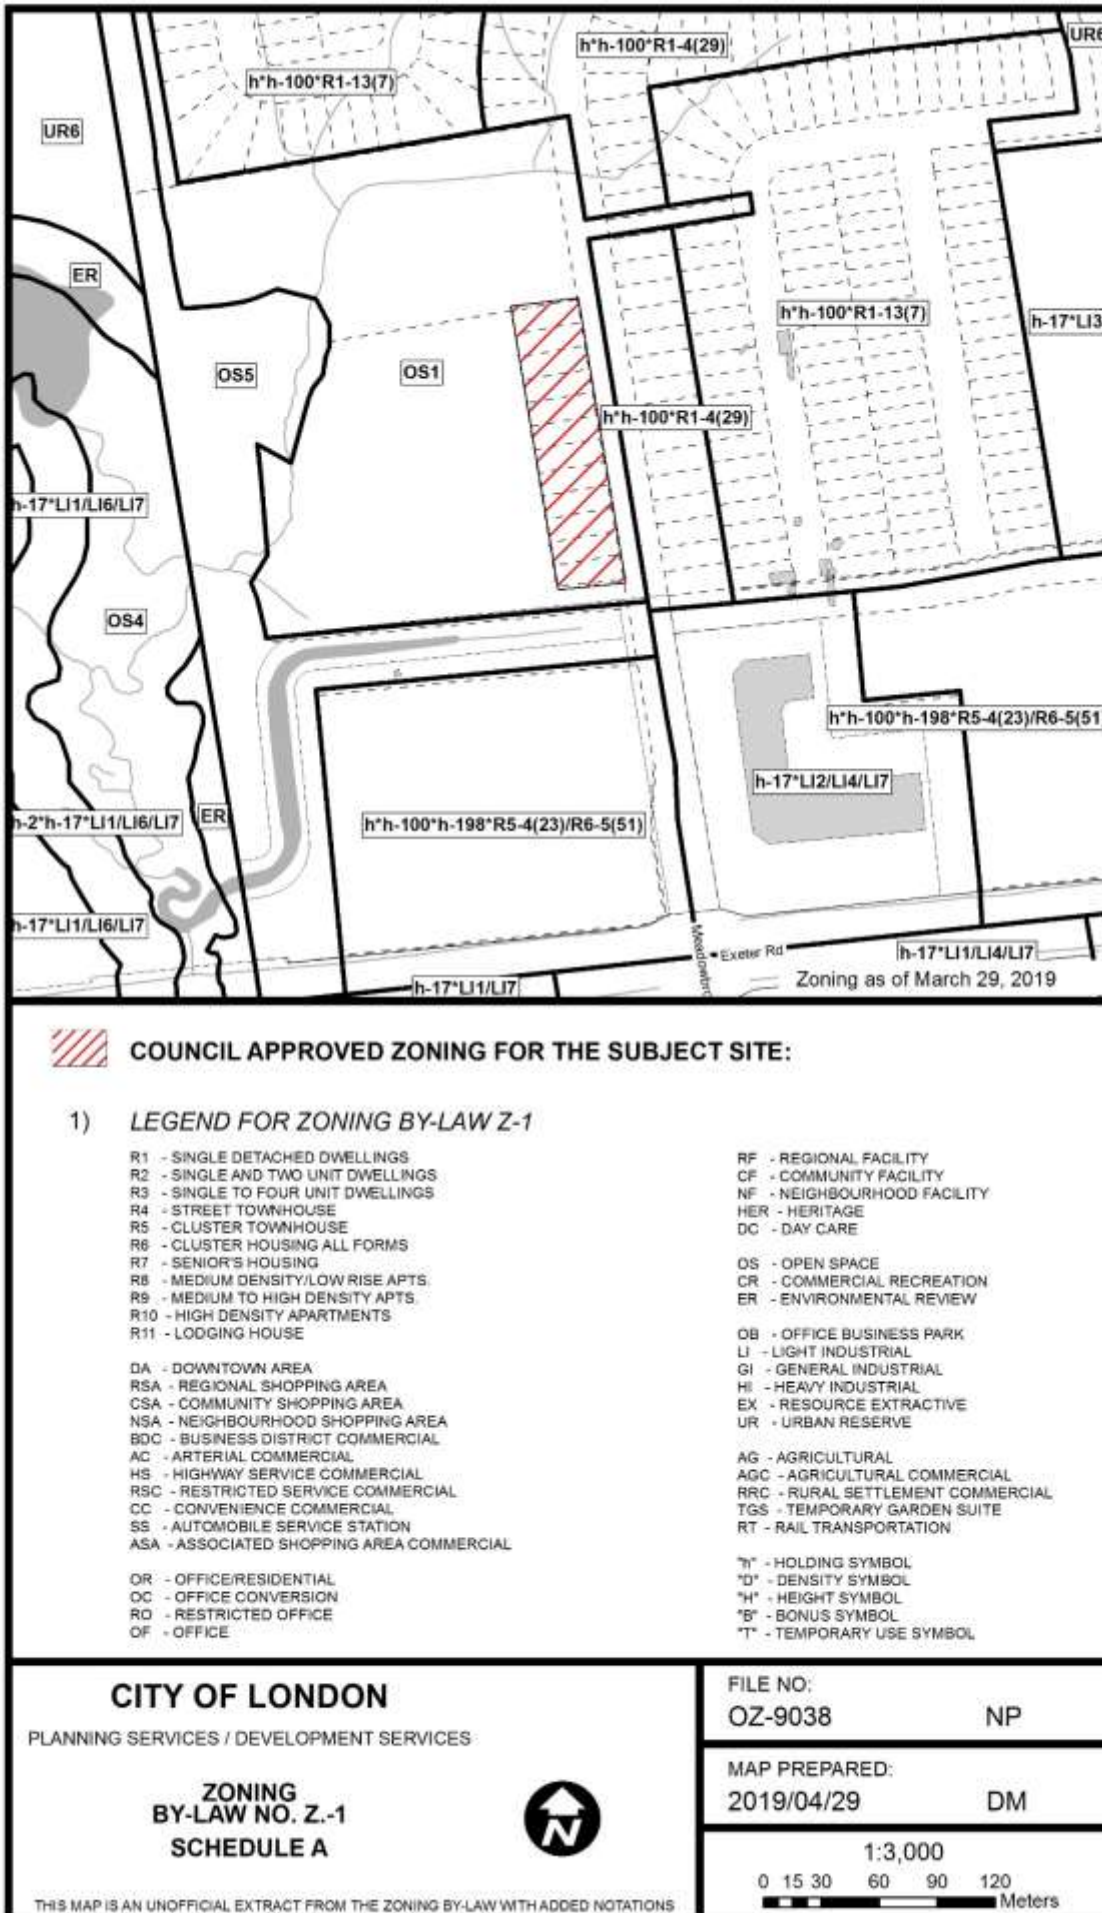 UR6
h*h-100*R1-4(29)
h*h-100*R1-13(7)
UR6
ER
h*h-100*R1-13(7)
h-17*LI3
OS5
OS1
h*h-100*R1-4(29)
h-17*LI1/LI6/LI7
OS4
h*h-100*h-198*R5-4(23)/R6-5(51
h-17*LI2/LI4/LI7
h-2*h-17*LI1/LI6/LI7
ER
h*h-100*h-198*R5-4(23)/R6-5(51)
h-17*LI1/LI6/LI7
Exeter Rd
h-17*LI1/LI4/LI7
h-17*LI1/LI7
Zoning as of March 29, 2019
COUNCIL APPROVED ZONING FOR THE SUBJECT SITE:
1) LEGEND FOR ZONING BY-LAW Z-1
R1 - SINGLE DETACHED DWELLINGS
R2 - SINGLE AND TWO UNIT DWELLINGS
R3 - SINGLE TO FOUR UNIT DWELLINGS
R4 - STREET TOWNHOUSE
R5 - CLUSTER TOWNHOUSE
R6 - CLUSTER HOUSING ALL FORMS
R7 - SENIOR'S HOUSING
R8 - MEDIUM DENSITY/LOW RISE APTS.
R9 - MEDIUM TO HIGH DENSITY APTS.
R10 - HIGH DENSITY APARTMENTS
R11 - LODGING HOUSE
DA - DOWNTOWN AREA
RSA - REGIONAL SHOPPING AREA
CSA - COMMUNITY SHOPPING AREA
NSA - NEIGHBOURHOOD SHOPPING AREA
BDC - BUSINESS DISTRICT COMMERCIAL
AC - ARTERIAL COMMERCIAL
HS - HIGHWAY SERVICE COMMERCIAL
RSC - RESTRICTED SERVICE COMMERCIAL
CC - CONVENIENCE COMMERCIAL
SS - AUTOMOBILE SERVICE STATION
ASA - ASSOCIATED SHOPPING AREA COMMERCIAL
OR - OFFICE/RESIDENTIAL
OC - OFFICE CONVERSION
RO - RESTRICTED OFFICE
OF - OFFICE
RF - REGIONAL FACILITY
CF - COMMUNITY FACILITY
NF - NEIGHBOURHOOD FACILITY
HER - HERITAGE
DC - DAY CARE
OS - OPEN SPACE
CR - COMMERCIAL RECREATION
ER - ENVIRONMENTAL REVIEW
OB - OFFICE BUSINESS PARK
LI - LIGHT INDUSTRIAL
GI - GENERAL INDUSTRIAL
HI - HEAVY INDUSTRIAL
EX - RESOURCE EXTRACTIVE
UR - URBAN RESERVE
AG - AGRICULTURAL
AGC - AGRICULTURAL COMMERCIAL
RRC - RURAL SETTLEMENT COMMERCIAL
TGS - TEMPORARY GARDEN SUITE
RT - RAIL TRANSPORTATION
"h" - HOLDING SYMBOL
"D" - DENSITY SYMBOL
"H" - HEIGHT SYMBOL
"B" - BONUS SYMBOL
"T" - TEMPORARY USE SYMBOL
CITY OF LONDON
PLANNING SERVICES / DEVELOPMENT SERVICES
ZONING
BY-LAW NO. Z.-1
SCHEDULE A
N
THIS MAP IS AN UNOFFICIAL EXTRACT FROM THE ZONING BY-LAW WITH ADDED NOTATIONS
FILE NO:
OZ-9038 NP
MAP PREPARED:
2019/04/29 DM
1:3,000
0 15 30 60 90 120
Meters